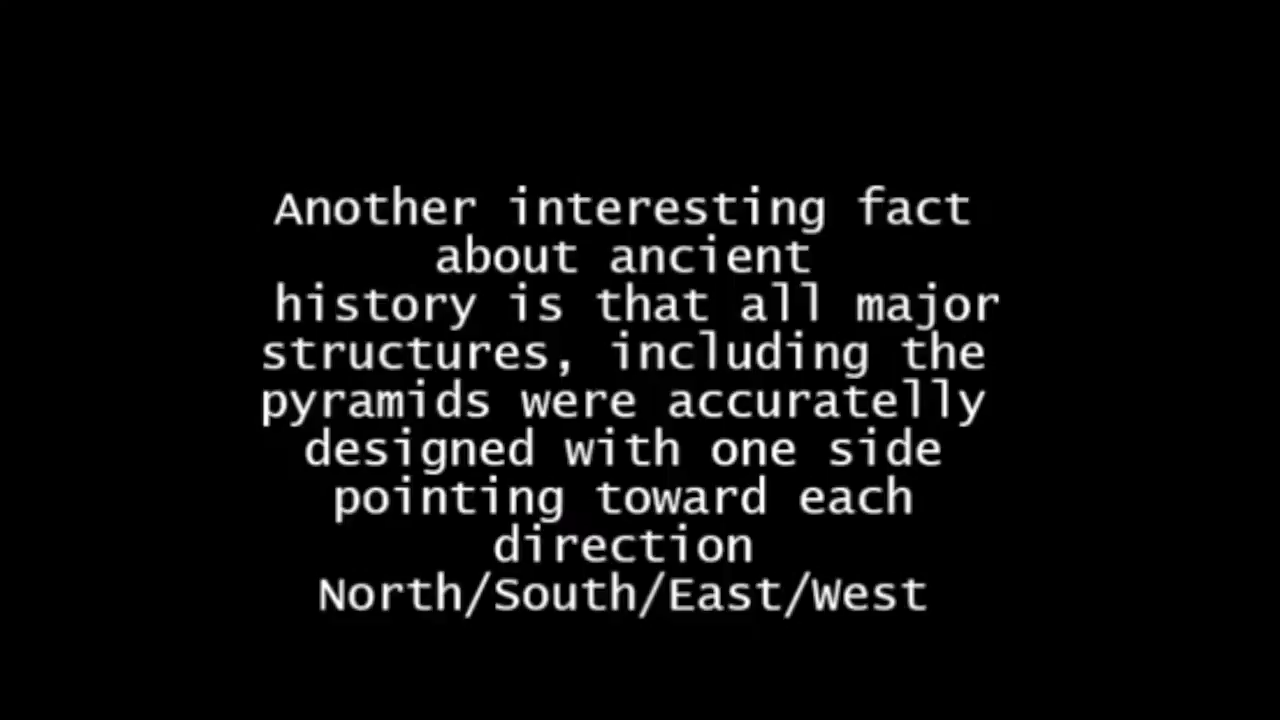 Another interesting fact
about ancient
history is that all major
structures, including the
pyramids were accuratelly
designed with one side
pointing toward each
direction
North/South/East/West